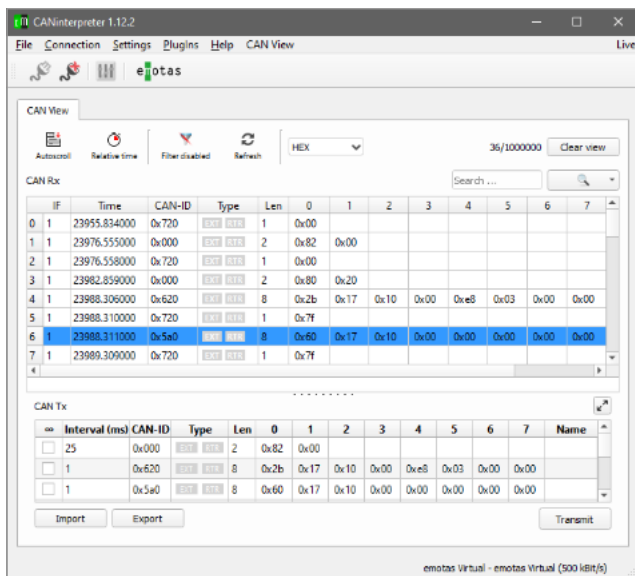 CANinterpreter 1.12.2
File Connection Settings Plugins Help CAN View Live
emotas
CAN View
Autoscroll Relative time Filter disabled Refresh HEX 36/1000000 Clear view
CAN Rx Search ...
IF Time CAN-ID Type Len 0 1 2 3 4 5 6 7
0 1 23955.834000 0x720 EXT RTR 1 0x00
1 1 23976.555000 0x000 EXT RTR 2 0x82 0x00
2 1 23976.558000 0x720 EXT RTR 1 0x00
3 1 23982.859000 0x000 EXT RTR 2 0x80 0x20
4 1 23988.306000 0x620 EXT RTR 8 0x2b 0x17 0x10 0x00 0xe8 0x03 0x00 0x00
5 1 23988.310000 0x720 EXT RTR 1 0x7f
6 1 23988.311000 0x5a0 EXT RTR 8 0x60 0x17 0x10 0x00 0x00 0x00 0x00 0x00
7 1 23989.309000 0x720 EXT RTR 1 0x7f
CAN Tx
∞ Interval (ms) CAN-ID Type Len 0 1 2 3 4 5 6 7 Name
25 0x000 EXT RTR 2 0x82 0x00
1 0x620 EXT RTR 8 0x2b 0x17 0x10 0x00 0xe8 0x03 0x00 0x00
1 0x5a0 EXT RTR 8 0x60 0x17 0x10 0x00 0x00 0x00 0x00 0x00
Import Export Transmit
emotas Virtual - emotas Virtual (500 kBit/s)